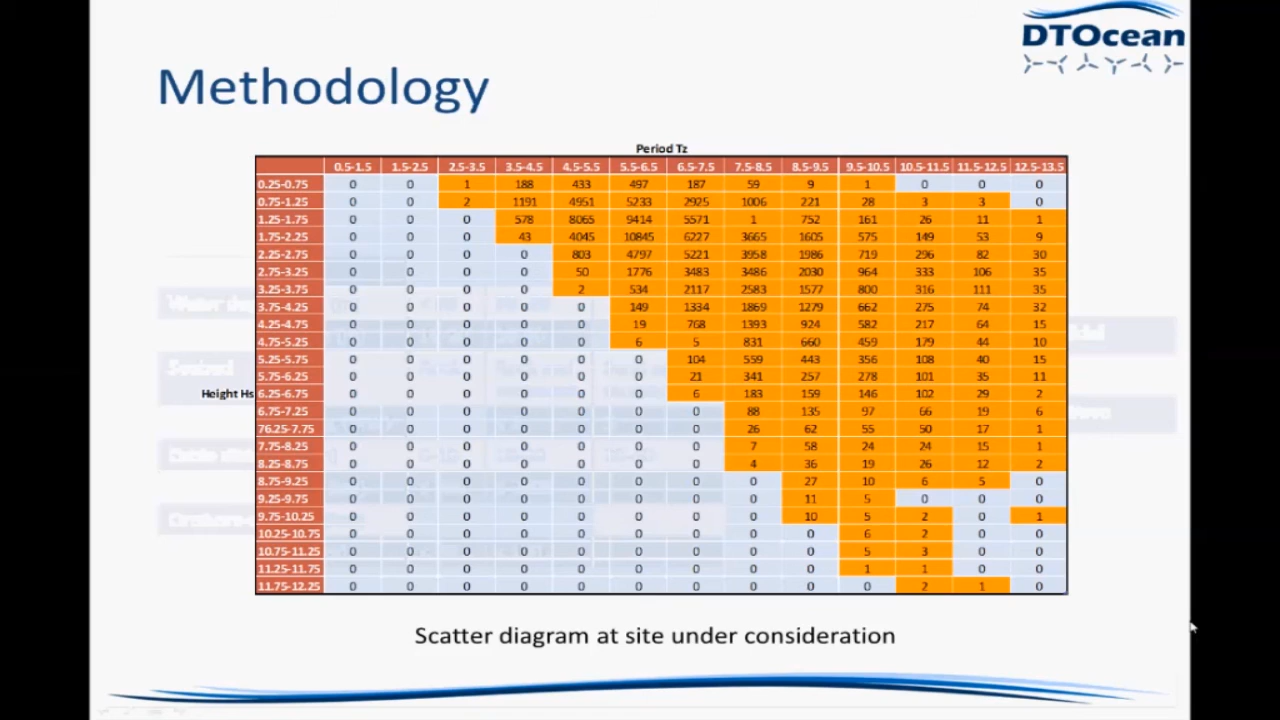 DTOcean
Methodology
Period Tz
0.5-1.5 1.5-2.5 2.5-3.5 3.5-4.5 4.5-5.5 5.5-6.5 6.5-7.5 7.5-8.5 8.5-9.5 9.5-10.5 10.5-11.5 11.5-12.5 12.5-13.5
0.25-0.75 0 0 1 188 433 497 187 59 9 1 0 0 0
0.75-1.25 0 0 2 1191 4951 5233 2925 1006 221 28 3 3 0
1.25-1.75 0 0 0 578 8065 9414 5571 1 752 161 26 11 1
1.75-2.25 0 0 0 43 4045 10845 6227 3665 1605 575 149 53 9
2.25-2.75 0 0 0 0 803 4797 5221 3958 1986 719 296 82 30
2.75-3.25 0 0 0 0 50 1776 3483 3486 2030 964 333 106 35
3.25-3.75 0 0 0 0 2 534 2117 2583 1577 800 316 111 35
3.75-4.25 0 0 0 0 0 149 1334 1869 1279 662 275 74 32
4.25-4.75 0 0 0 0 0 19 768 1393 924 582 217 64 15
4.75-5.25 0 0 0 0 0 6 5 831 660 459 179 44 10
5.25-5.75 0 0 0 0 0 0 104 559 443 356 108 40 15
5.75-6.25 0 0 0 0 0 0 21 341 257 278 101 35 11
Height Hs 6.25-6.75 0 0 0 0 0 0 6 183 159 146 102 29 2
6.75-7.25 0 0 0 0 0 0 0 88 135 97 66 19 6
76.25-7.75 0 0 0 0 0 0 0 26 62 55 50 17 1
7.75-8.25 0 0 0 0 0 0 0 7 58 24 24 15 1
8.25-8.75 0 0 0 0 0 0 0 4 36 19 26 12 2
8.75-9.25 0 0 0 0 0 0 0 0 27 10 6 5 0
9.25-9.75 0 0 0 0 0 0 0 0 11 5 0 0 0
9.75-10.25 0 0 0 0 0 0 0 0 10 5 2 0 1
10.25-10.75 0 0 0 0 0 0 0 0 0 6 2 0 0
10.75-11.25 0 0 0 0 0 0 0 0 0 5 3 0 0
11.25-11.75 0 0 0 0 0 0 0 0 0 1 1 0 0
11.75-12.25 0 0 0 0 0 0 0 0 0 0 2 1 0
Scatter diagram at site under consideration